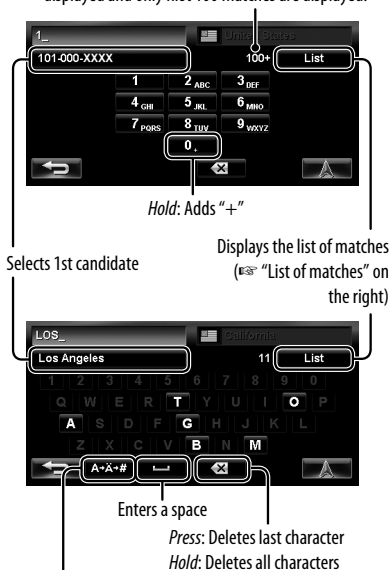 displayed and only first 100 matches are displayed.
1_ United States
101-000-XXXX 100+ List
1 2 ABC 3 DEF
4 GHI 5 JKL 6 MNO
7 PQRS 8 TUV 9 WXYZ
0 +
Hold: Adds “+”
Selects 1st candidate
Displays the list of matches
(☞ “List of matches” on
the right)
LOS_ California
Los Angeles 11 List
1 2 3 4 5 6 7 8 9 0
Q W E R T Y U I O P
A S D F G H J K L
Z X C V B N M
A→Ä→#
Enters a space
Press: Deletes last character
Hold: Deletes all characters